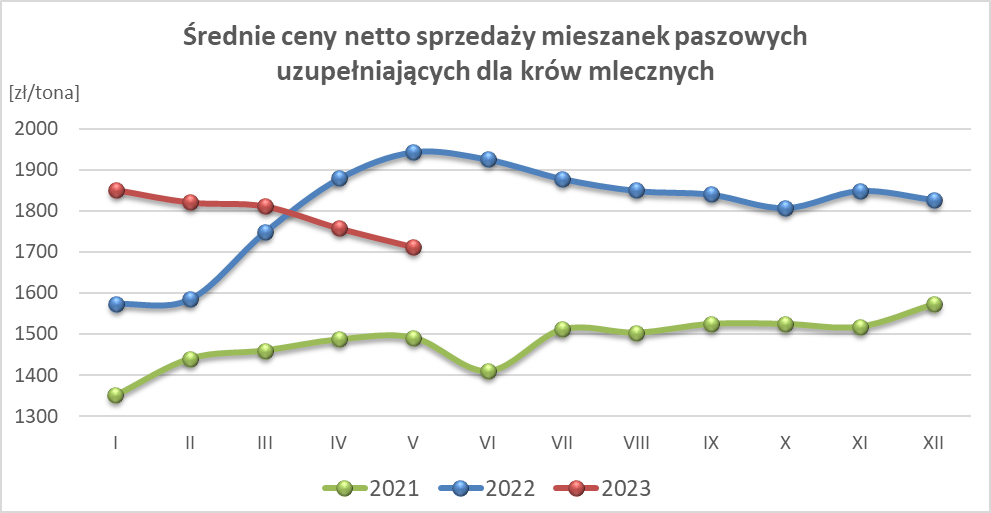 Średnie ceny netto sprzedaży mieszanek paszowych
uzupełniających dla krów mlecznych
[zł/tona]
2000
1900
1800
1700
1600
1500
1400
1300
I II III IV V VI VII VIII IX X XI XII
2021 2022 2023